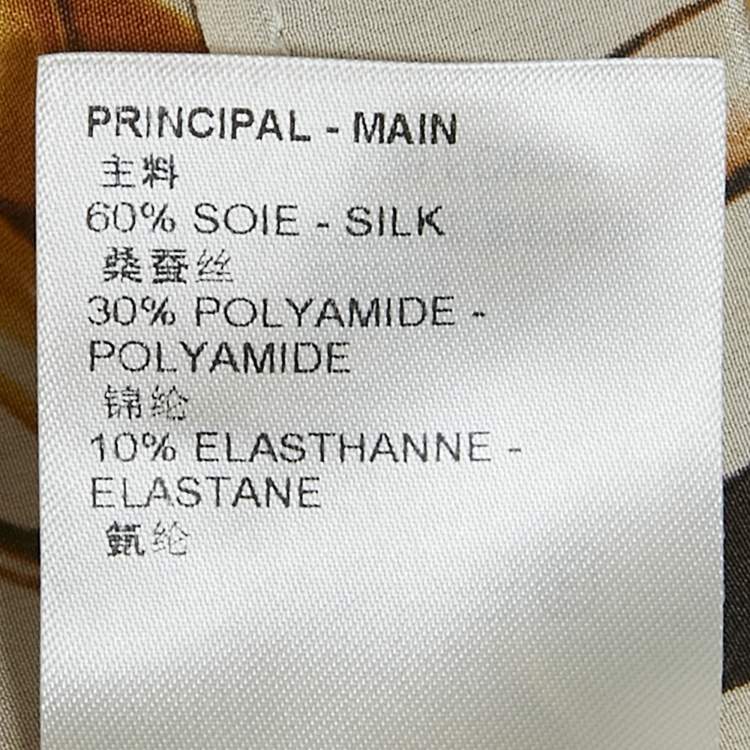 PRINCIPAL - MAIN
主料
60% SOIE - SILK
桑蚕丝
30% POLYAMIDE -
POLYAMIDE
锦纶
10% ELASTHANNE -
ELASTANE
氨纶